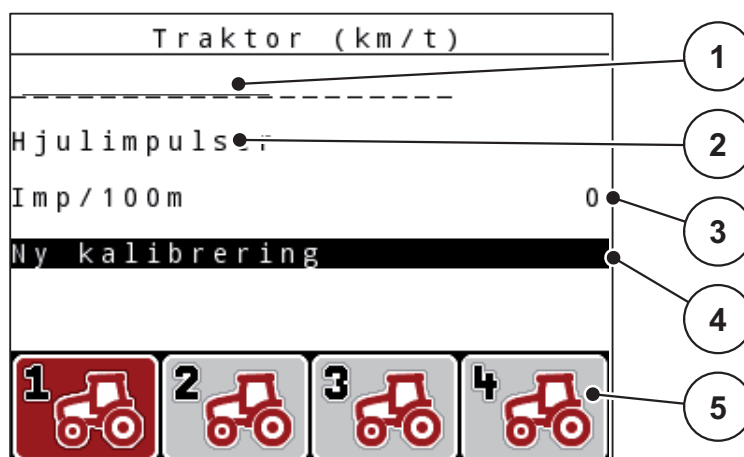 Traktor (km/t)
1
Hjulimpulser
2
Imp/100m 0
3
Ny kalibrering
4
1 2 3 4
5